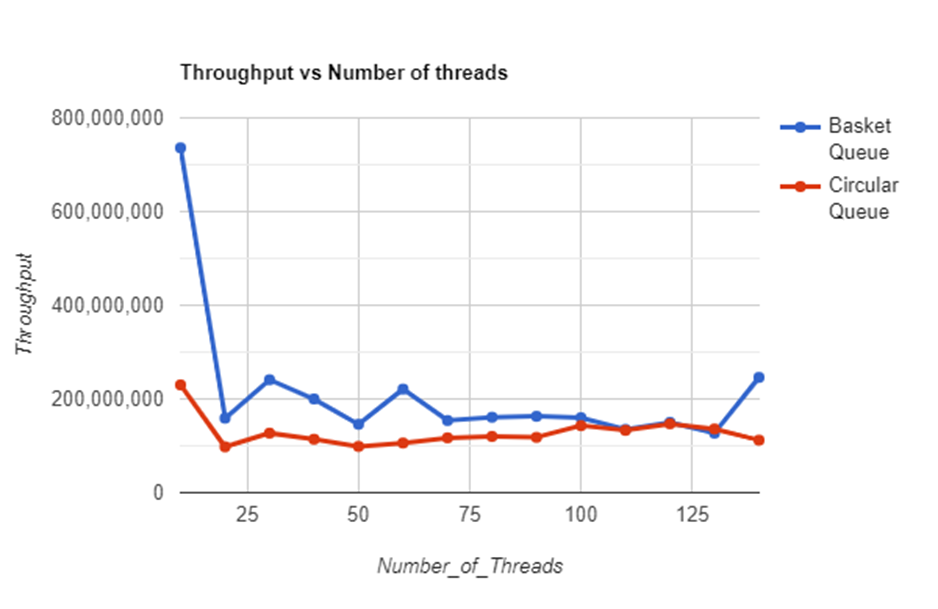 Throughput vs Number of threads
800,000,000
600,000,000
400,000,000
200,000,000
0
Throughput
25
50
75
100
125
Number_of_Threads
Basket
Queue
Circular
Queue